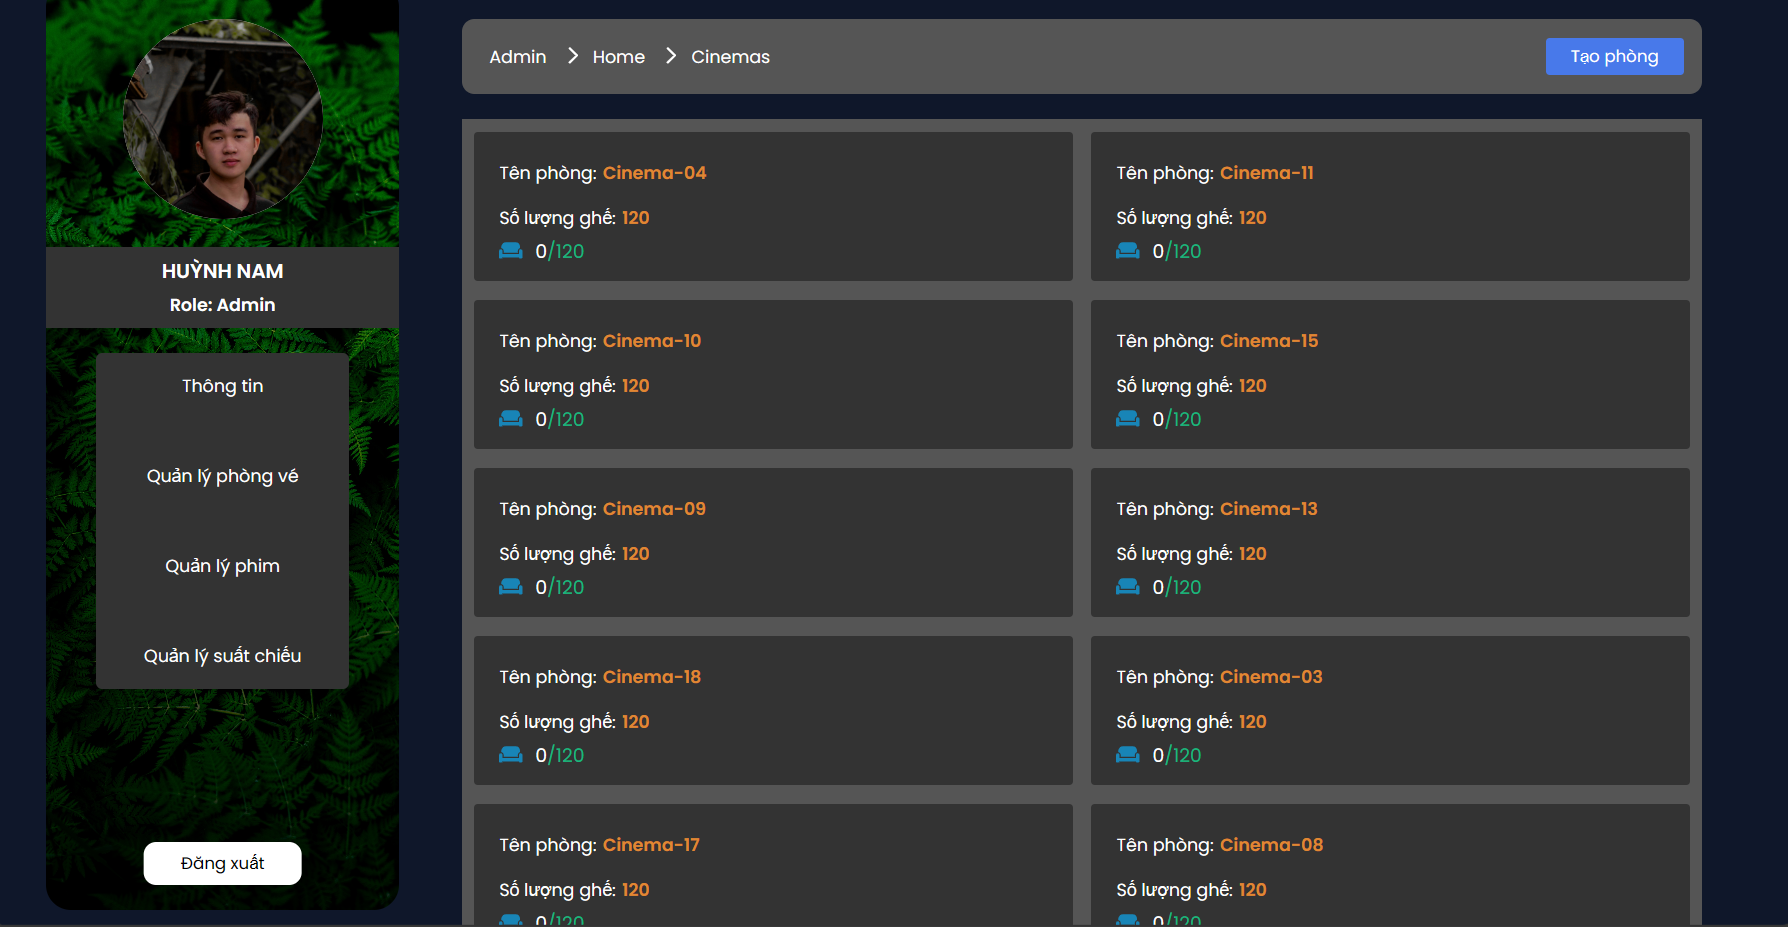 HUỲNH NAM
Role: Admin
Thông tin
Quản lý phòng vé
Quản lý phim
Quản lý suất chiếu
Đăng xuất
Admin > Home > Cinemas
Tạo phòng
Tên phòng: Cinema-04
Số lượng ghế: 120
0/120
Tên phòng: Cinema-11
Số lượng ghế: 120
0/120
Tên phòng: Cinema-10
Số lượng ghế: 120
0/120
Tên phòng: Cinema-15
Số lượng ghế: 120
0/120
Tên phòng: Cinema-09
Số lượng ghế: 120
0/120
Tên phòng: Cinema-13
Số lượng ghế: 120
0/120
Tên phòng: Cinema-18
Số lượng ghế: 120
0/120
Tên phòng: Cinema-03
Số lượng ghế: 120
0/120
Tên phòng: Cinema-17
Số lượng ghế: 120
0/120
Tên phòng: Cinema-08
Số lượng ghế: 120
0/120